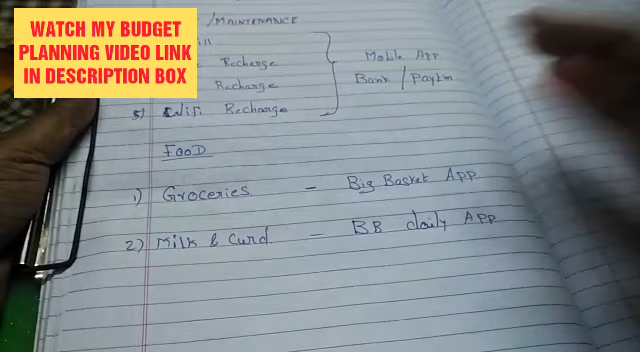 WATCH MY BUDGET
PLANNING VIDEO LINK
IN DESCRIPTION BOX
/MAINTENANCE
ill
Recharge
Recharge
5) Wifi Recharge
Mobile App
Bank / Paytm
FOOD
1) Groceries - Big Basket App
2) Milk & Curd. - BB daily App